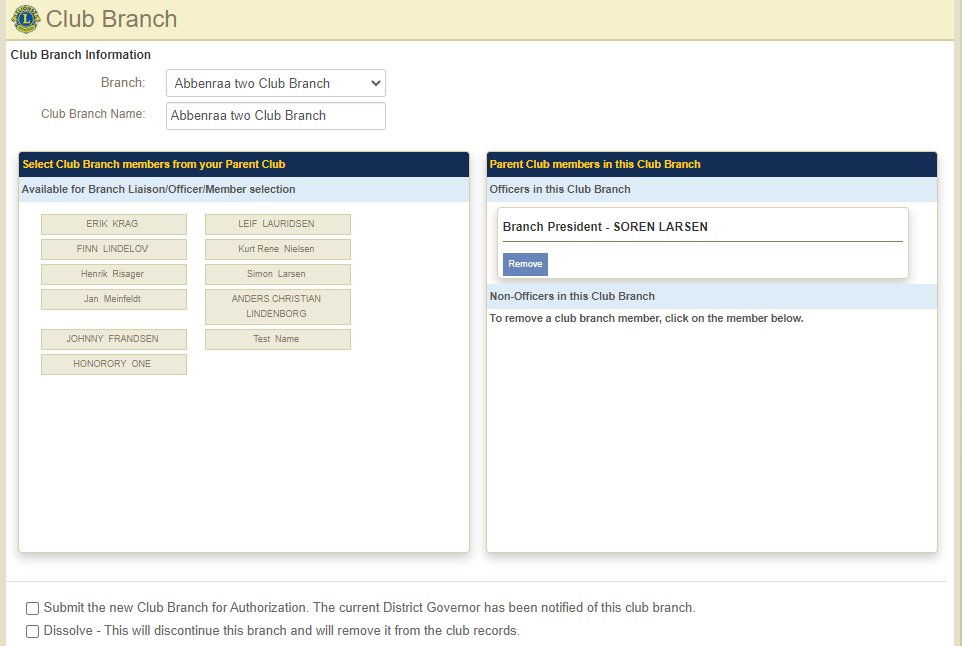 Club Branch
Club Branch Information
Branch: Abbenraa two Club Branch
Club Branch Name: Abbenraa two Club Branch
Select Club Branch members from your Parent Club
Available for Branch Liaison/Officer/Member selection
ERIK KRAG
LEIF LAURIDSEN
FINN LINDELOV
Kurt Rene Nielsen
Henrik Risager
Simon Larsen
Jan Meinfeldt
ANDERS CHRISTIAN
LINDENBORG
JOHNNY FRANDSEN
Test Name
HONORORY ONE
Parent Club members in this Club Branch
Officers in this Club Branch
Branch President - SOREN LARSEN
Remove
Non-Officers in this Club Branch
To remove a club branch member, click on the member below.
Submit the new Club Branch for Authorization. The current District Governor has been notified of this club branch.
Dissolve - This will discontinue this branch and will remove it from the club records.